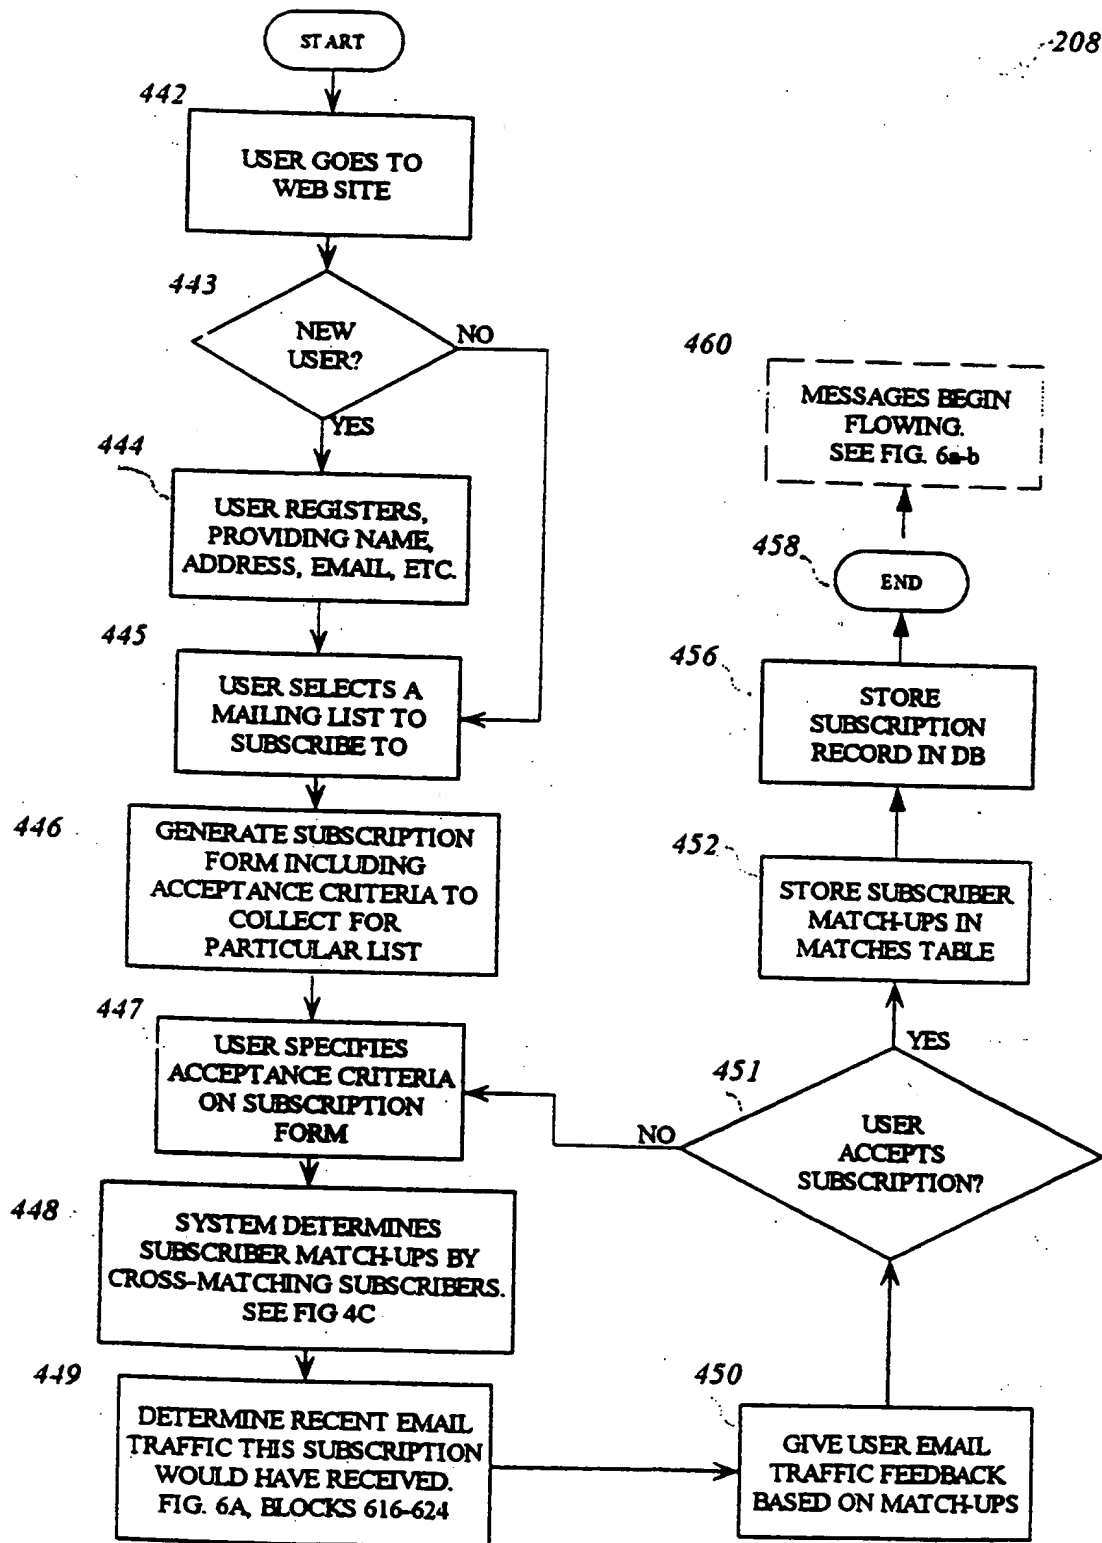 208
START
442
USER GOES TO
WEB SITE
443
NEW
USER?
NO
YES
444
USER REGISTERS,
PROVIDING NAME,
ADDRESS, EMAIL, ETC.
445
USER SELECTS A
MAILING LIST TO
SUBSCRIBE TO
446
GENERATE SUBSCRIPTION
FORM INCLUDING
ACCEPTANCE CRITERIA TO
COLLECT FOR
PARTICULAR LIST
447
USER SPECIFIES
ACCEPTANCE CRITERIA
ON SUBSCRIPTION
FORM
448
SYSTEM DETERMINES
SUBSCRIBER MATCH-UPS BY
CROSS-MATCHING SUBSCRIBERS.
SEE FIG 4C
449
DETERMINE RECENT EMAIL
TRAFFIC THIS SUBSCRIPTION
WOULD HAVE RECEIVED.
FIG. 6A, BLOCKS 616-624
450
GIVE USER EMAIL
TRAFFIC FEEDBACK
BASED ON MATCH-UPS
451
USER
ACCEPTS
SUBSCRIPTION?
NO
YES
452
STORE SUBSCRIBER
MATCH-UPS IN
MATCHES TABLE
456
STORE
SUBSCRIPTION
RECORD IN DB
458
END
460
MESSAGES BEGIN
FLOWING.
SEE FIG. 6a-b